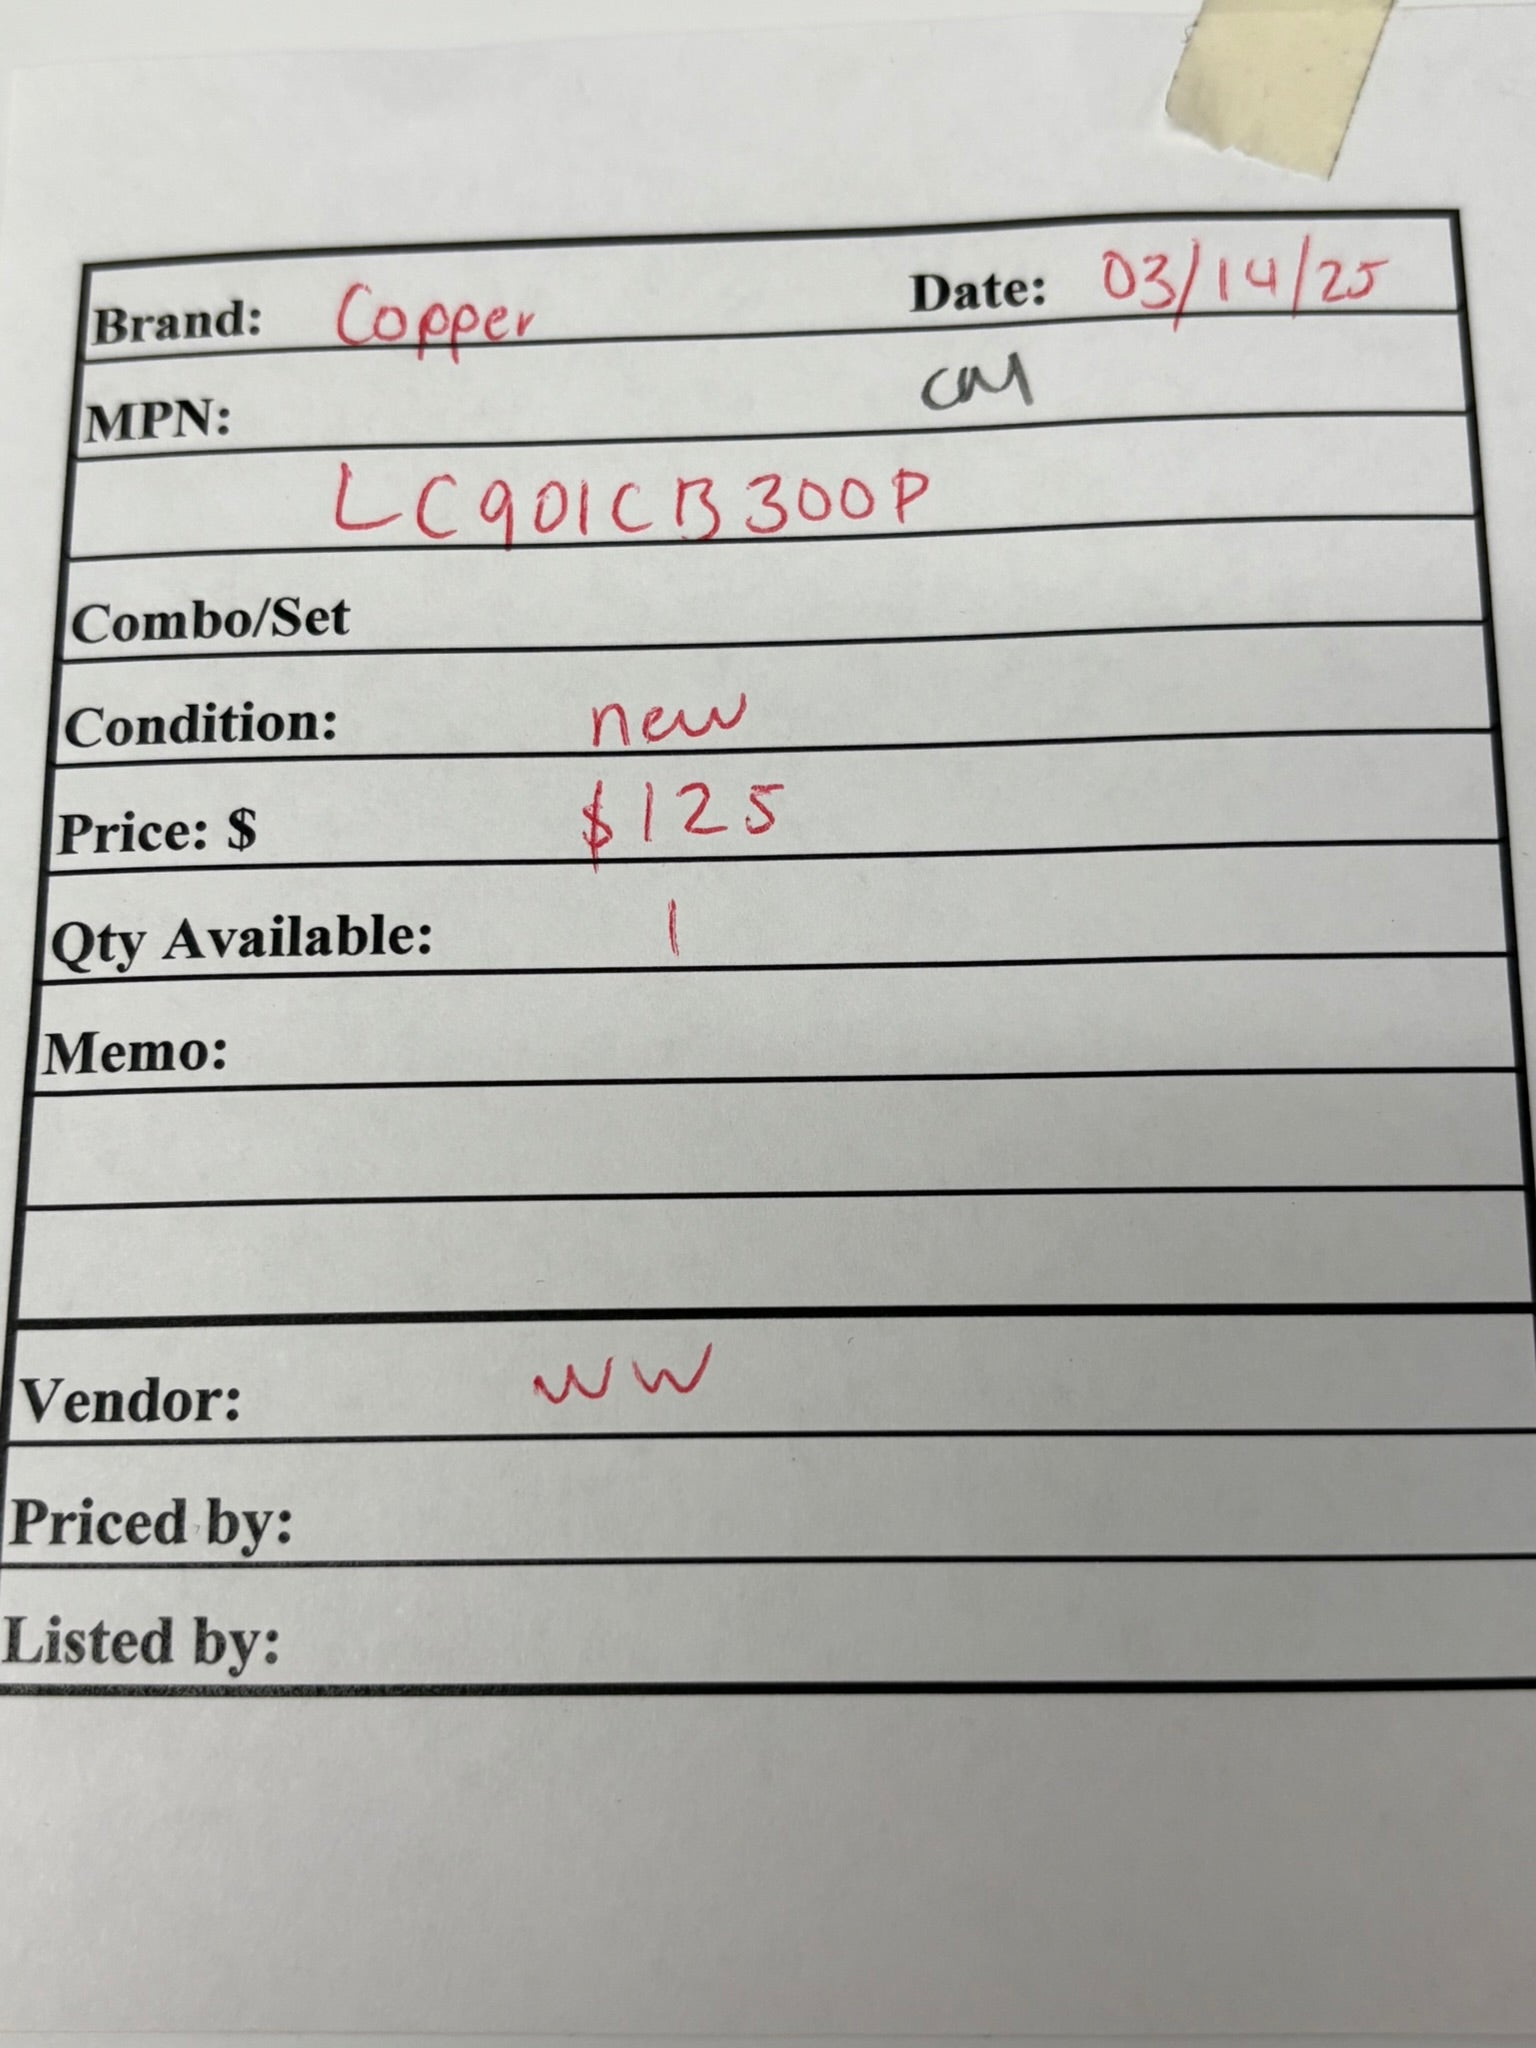 Brand: Copper Date: 03/14/25
MPN: CM
LC901CB300P
Combo/Set
Condition: new
Price: $ $125
Qty Available: 1
Memo:
Vendor: WW
Priced by:
Listed by: